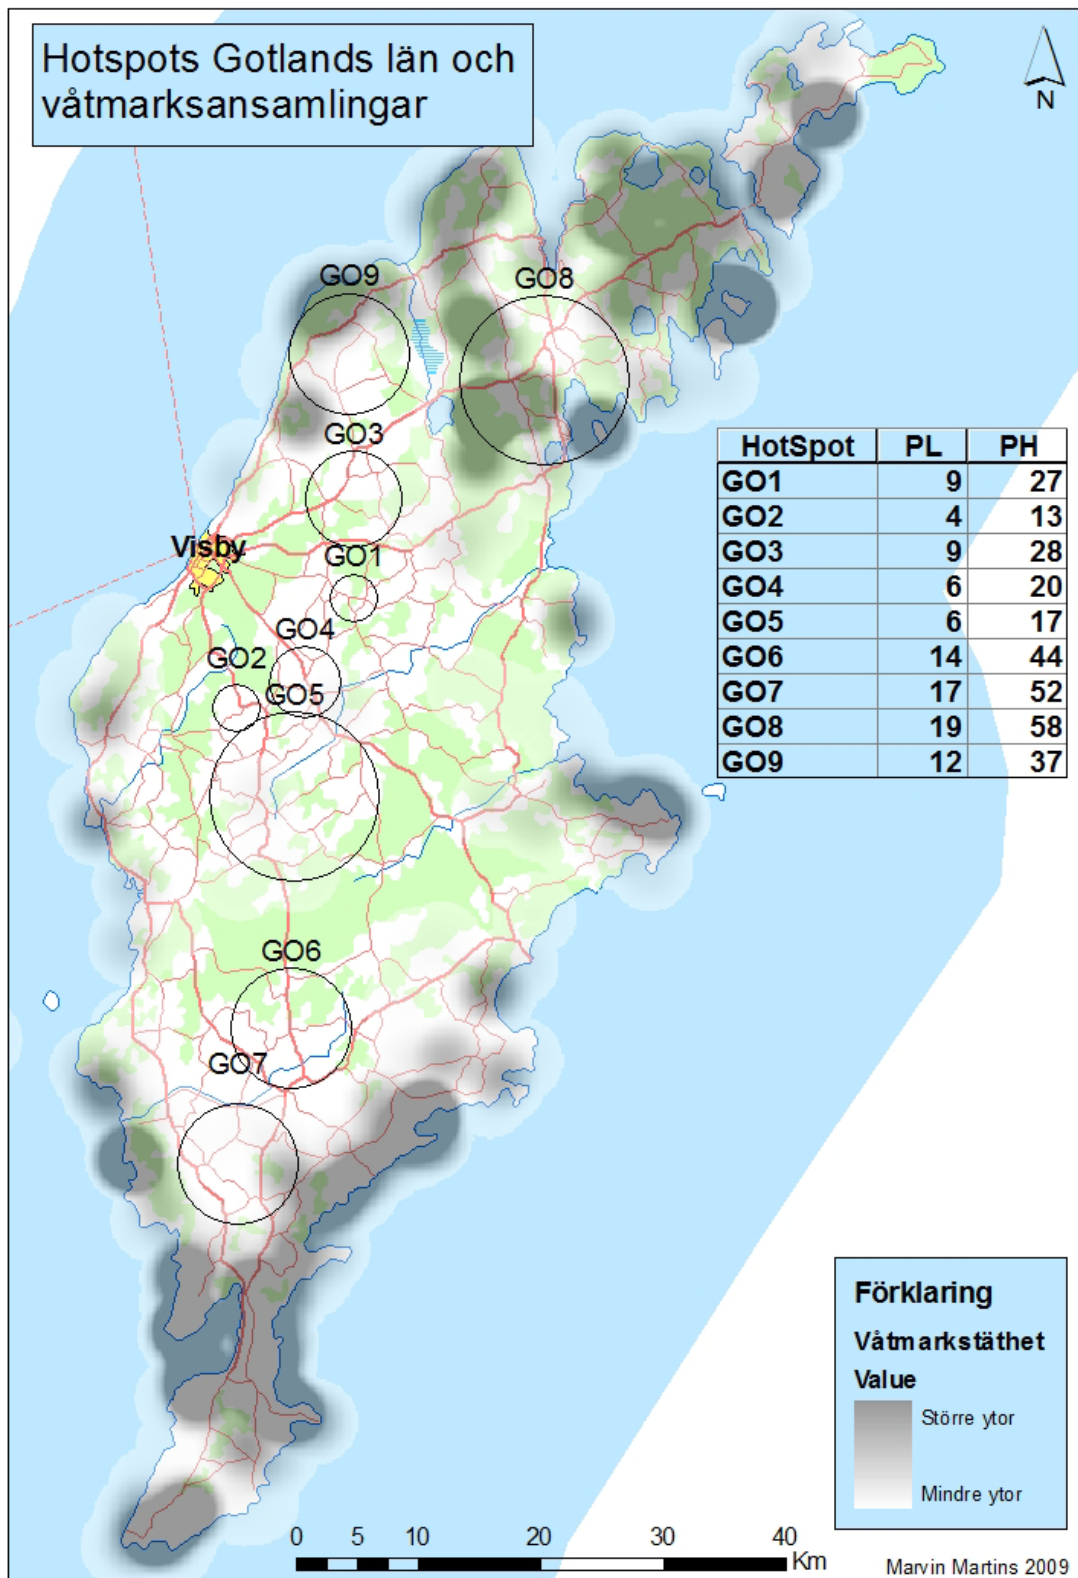 Hotspots Gotlands län och
våtmarksansamlingar
N
GO9
GO8
GO3
Visby
GO1
GO4
GO2
GO5
GO6
GO7
HotSpot PL PH
GO1 9 27
GO2 4 13
GO3 9 28
GO4 6 20
GO5 6 17
GO6 14 44
GO7 17 52
GO8 19 58
GO9 12 37
Förklaring
Våtmarkstäthet
Value
Större ytor
Mindre ytor
0 5 10 20 30 40
Km
Marvin Martins 2009